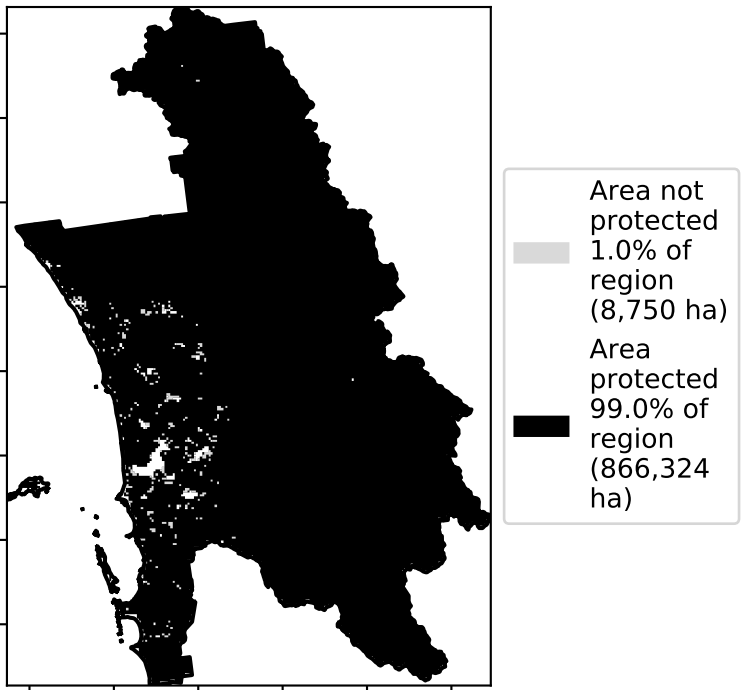 Area not
protected
1.0% of
region
(8,750 ha)
Area
protected
99.0% of
region
(866,324
ha)